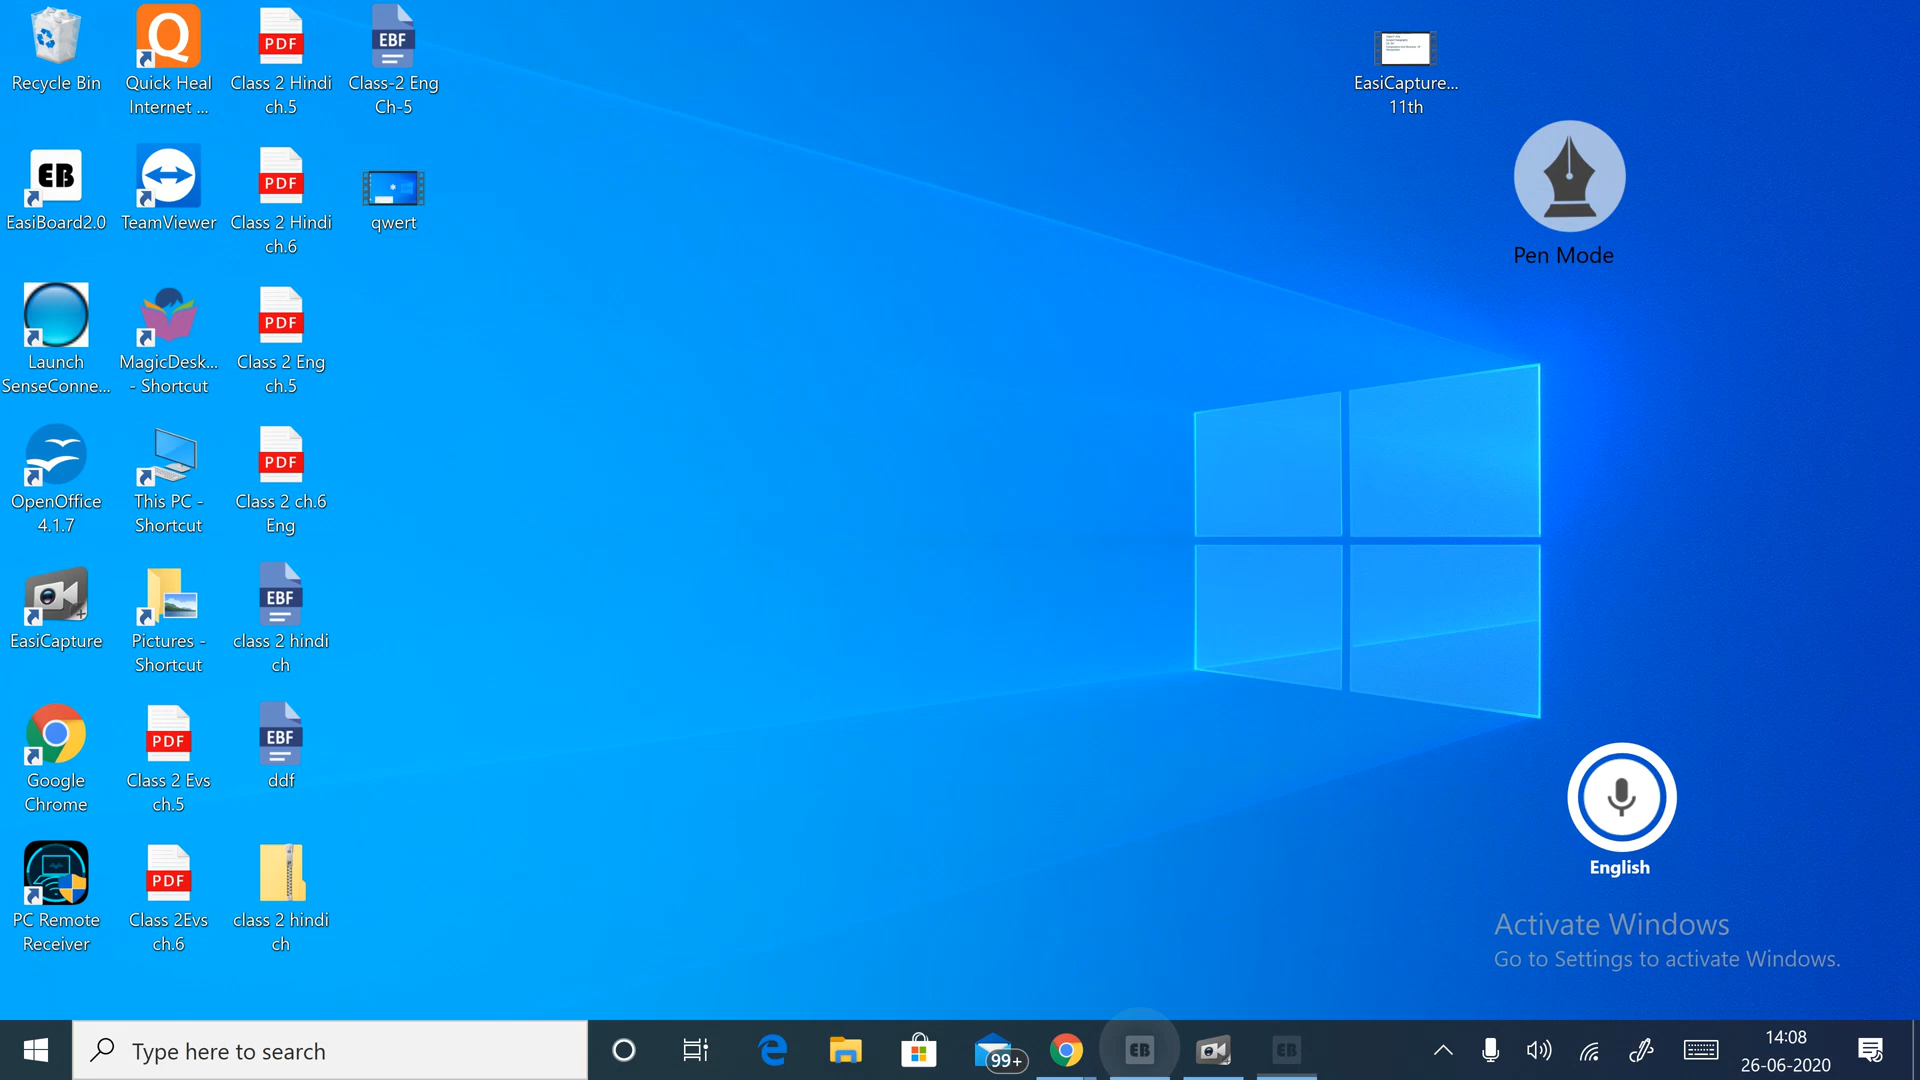 Recycle Bin
Quick Heal
Internet ...
PDF
Class 2 Hindi
ch.5
EBF
Class-2 Eng
Ch-5
EasiCapture...
11th
EB
EasiBoard2.0
TeamViewer
PDF
Class 2 Hindi
ch.6
qwert
Pen Mode
Launch
SenseConne...
MagicDesk...
- Shortcut
PDF
Class 2 Eng
ch.5
OpenOffice
4.1.7
This PC -
Shortcut
PDF
Class 2 ch.6
Eng
EasiCapture
Pictures -
Shortcut
EBF
class 2 hindi
ch
Google
Chrome
PDF
Class 2 Evs
ch.5
EBF
ddf
PC Remote
Receiver
PDF
Class 2Evs
ch.6
class 2 hindi
ch
English
Activate Windows
Go to Settings to activate Windows.
Type here to search
99+
EB
EB
14:08
26-06-2020